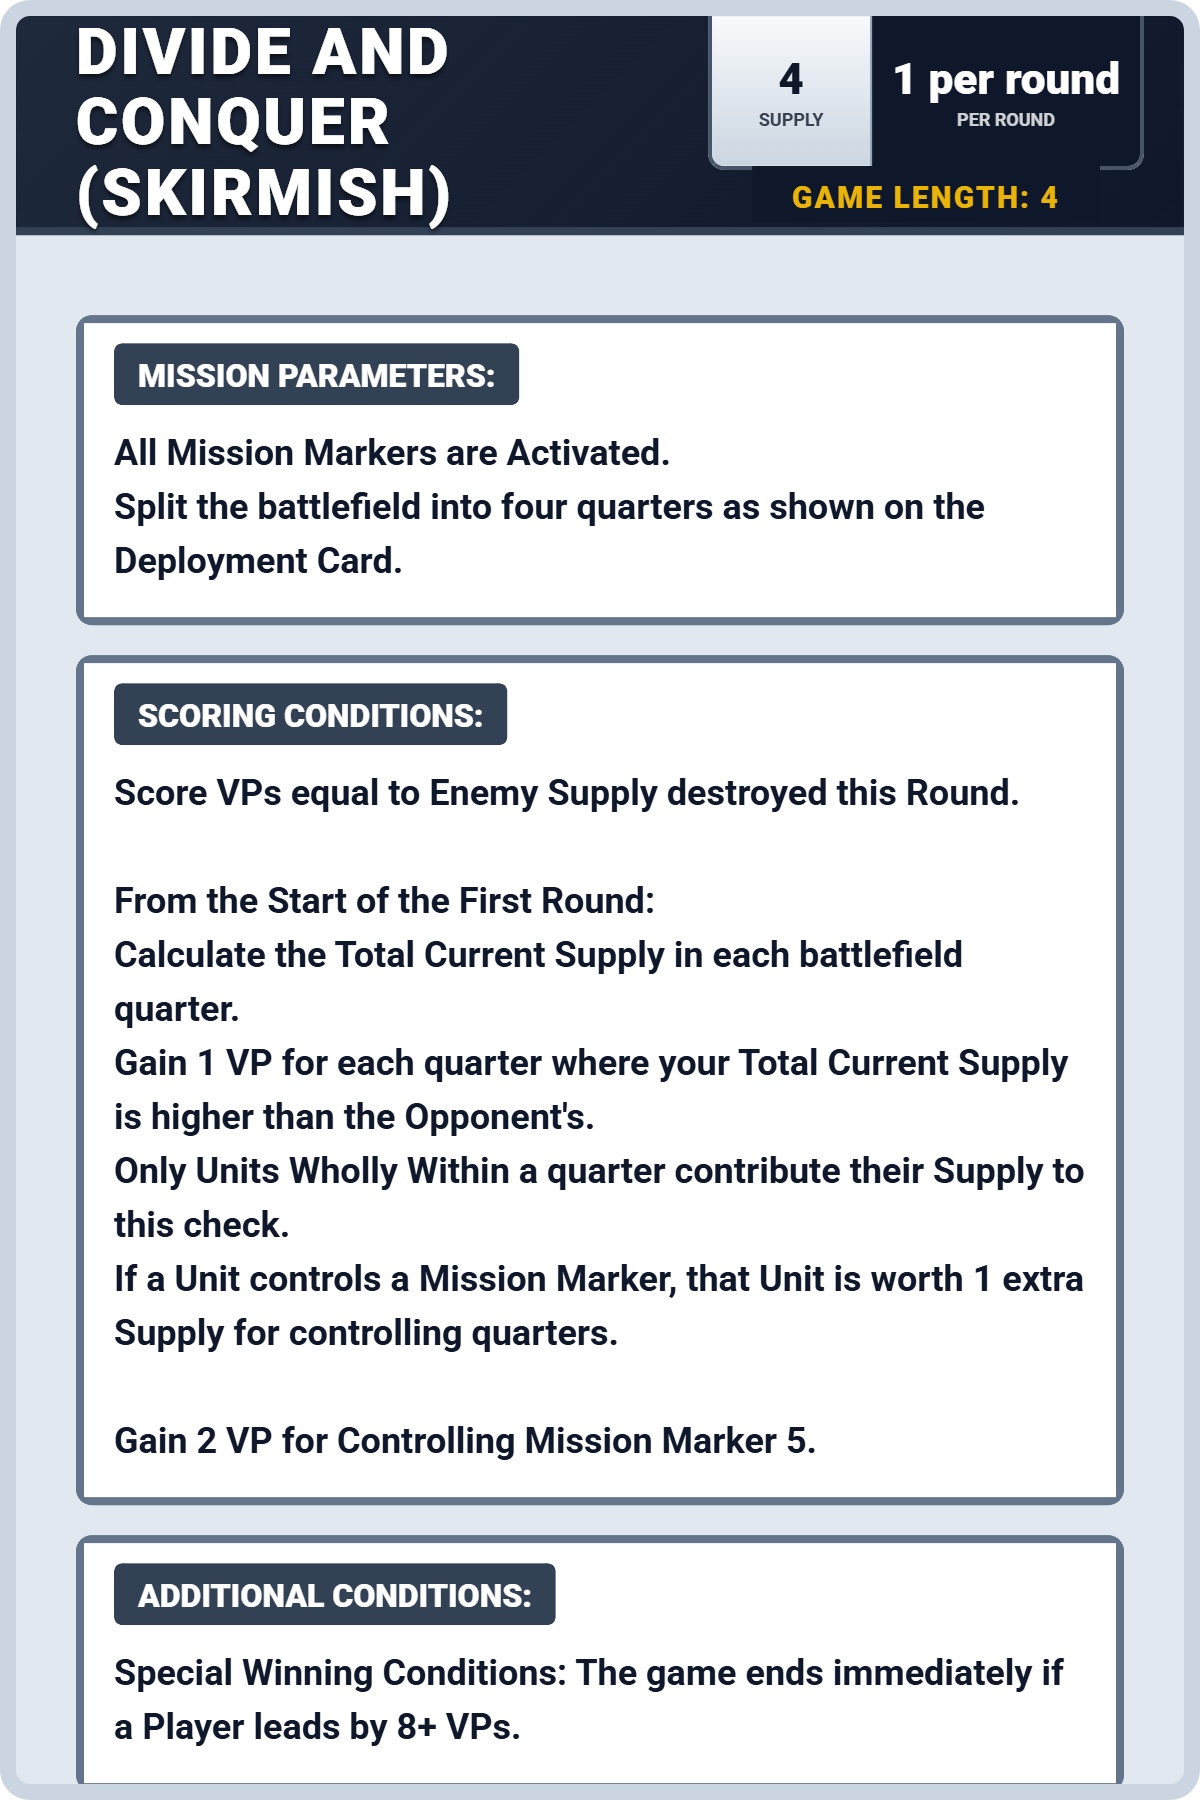 DIVIDE AND
CONQUER
(SKIRMISH)
4
SUPPLY
1 per round
PER ROUND
GAME LENGTH: 4
MISSION PARAMETERS:
All Mission Markers are Activated.
Split the battlefield into four quarters as shown on the
Deployment Card.
SCORING CONDITIONS:
Score VPs equal to Enemy Supply destroyed this Round.
From the Start of the First Round:
Calculate the Total Current Supply in each battlefield
quarter.
Gain 1 VP for each quarter where your Total Current Supply
is higher than the Opponent's.
Only Units Wholly Within a quarter contribute their Supply to
this check.
If a Unit controls a Mission Marker, that Unit is worth 1 extra
Supply for controlling quarters.
Gain 2 VP for Controlling Mission Marker 5.
ADDITIONAL CONDITIONS:
Special Winning Conditions: The game ends immediately if
a Player leads by 8+ VPs.